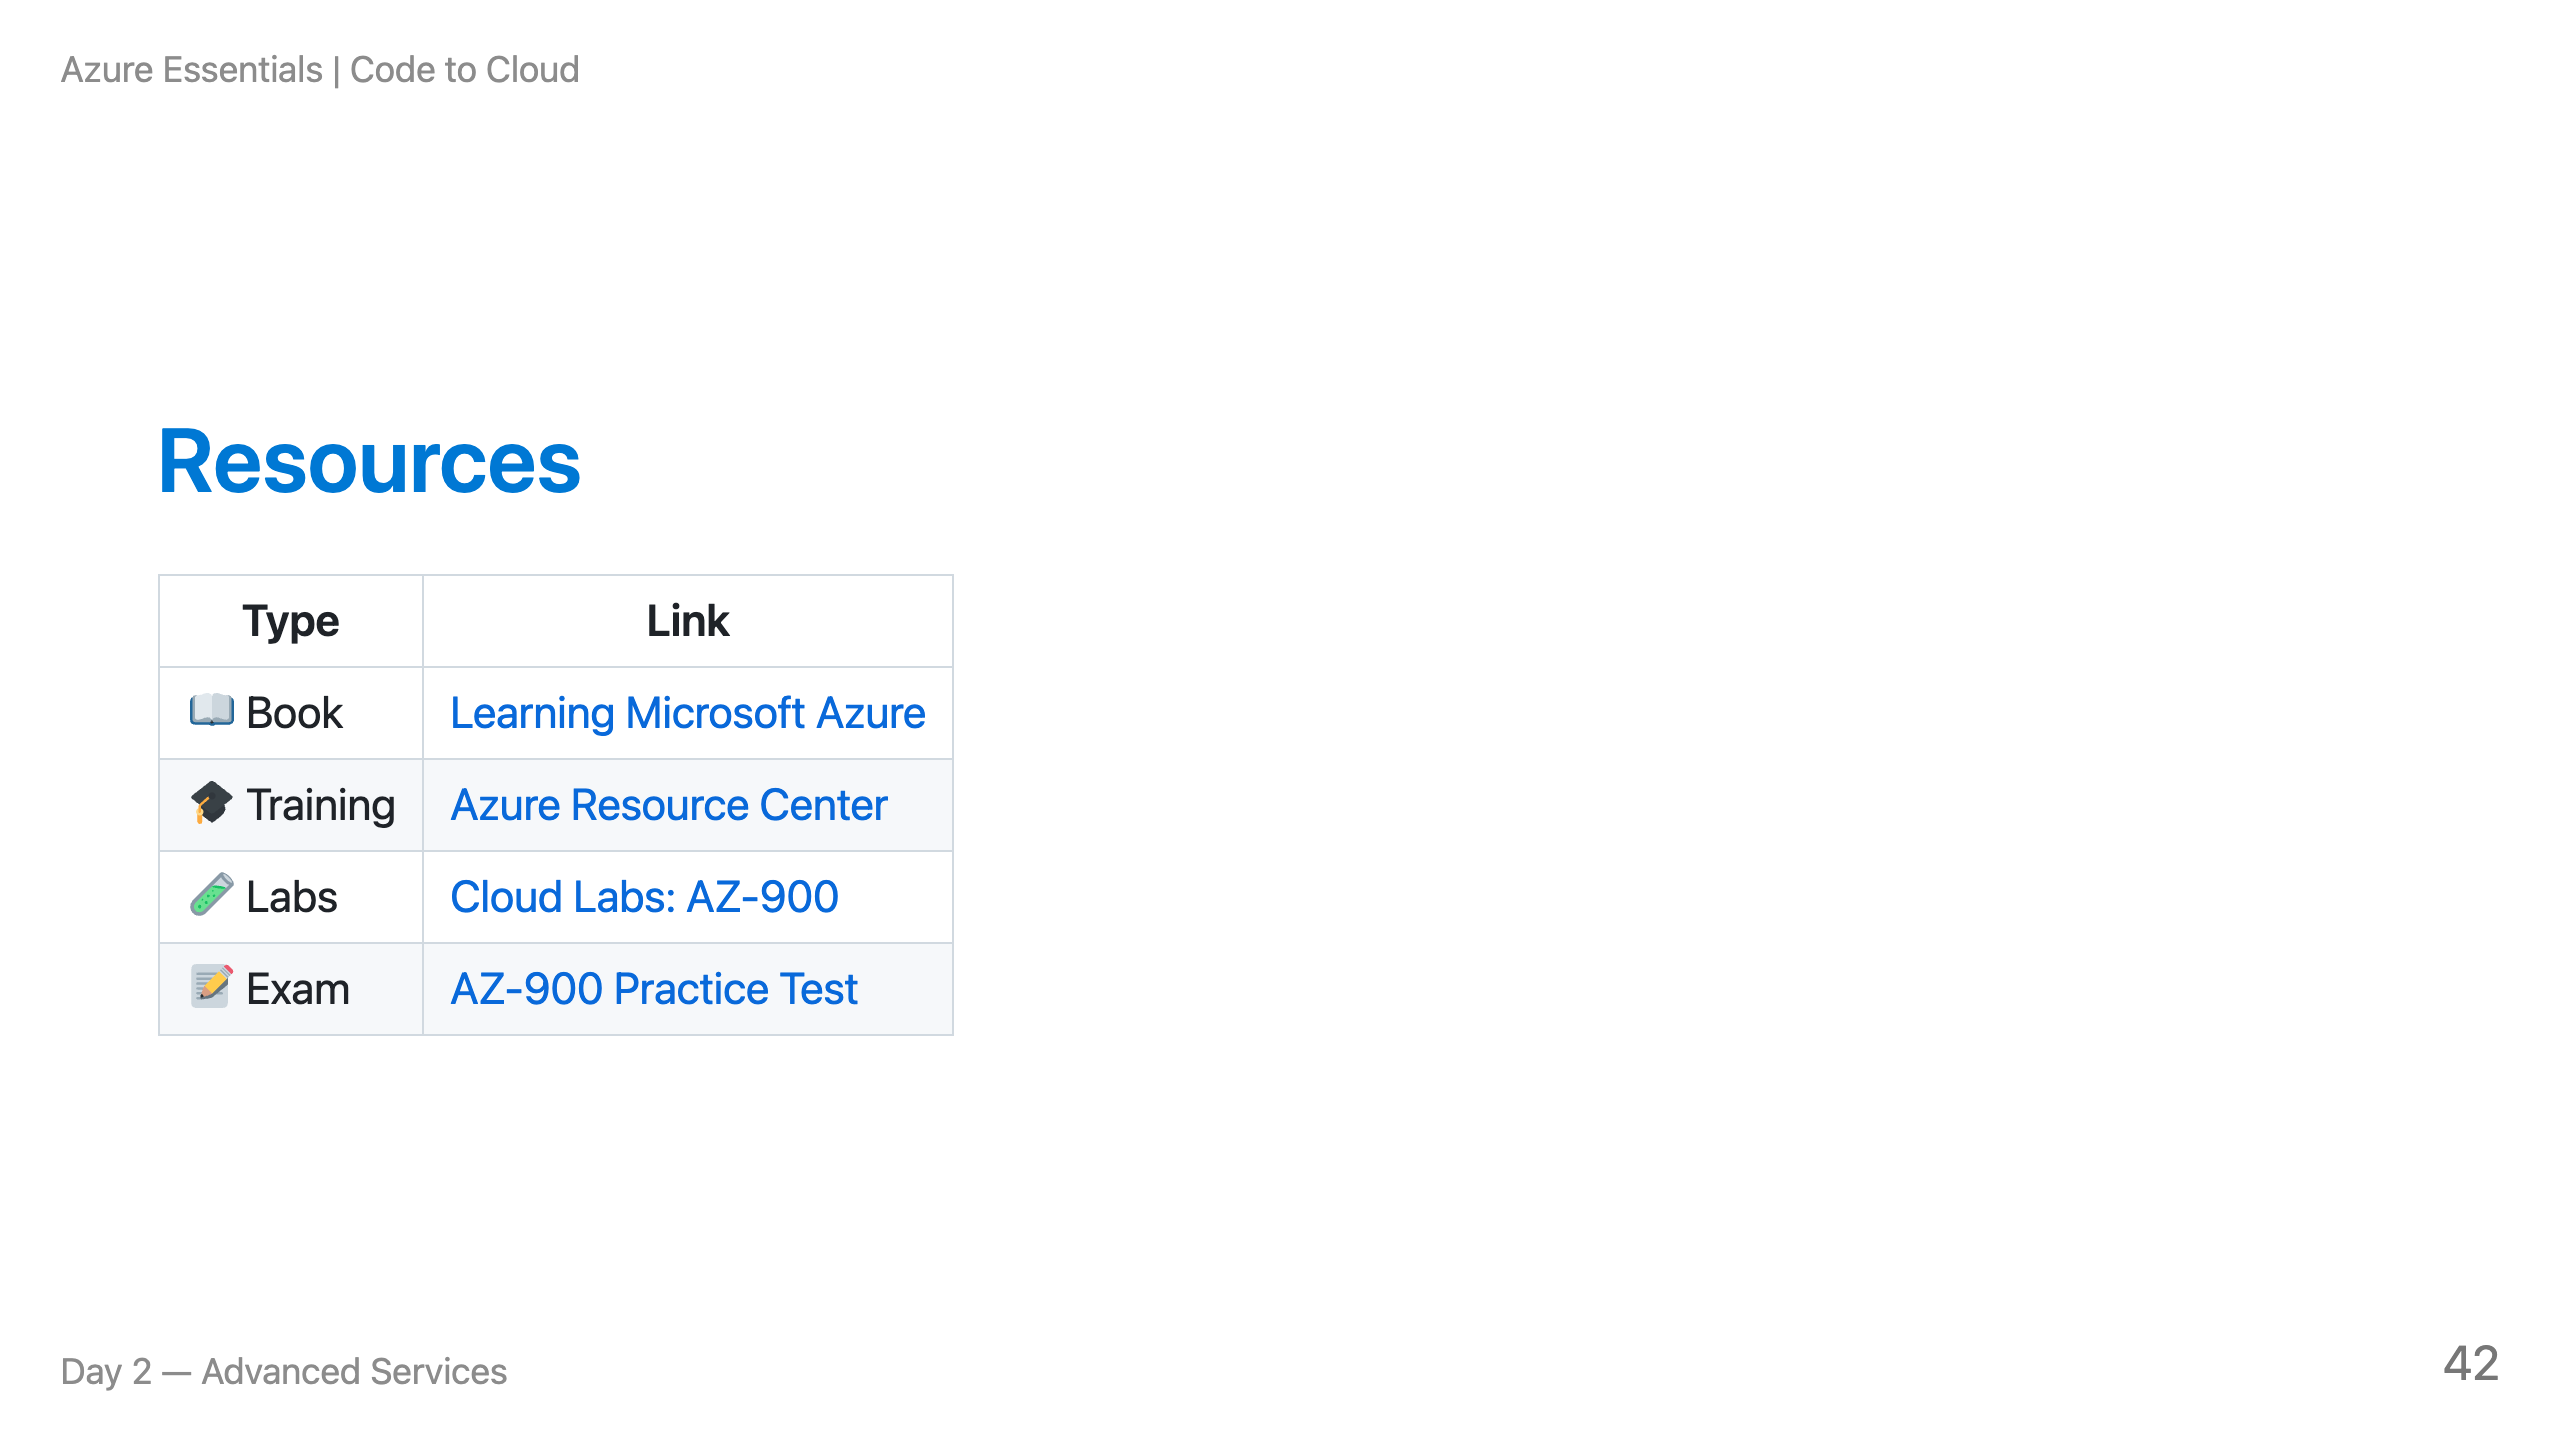 Azure Essentials | Code to Cloud
Resources
Type Link
Book Learning Microsoft Azure
Training Azure Resource Center
Labs Cloud Labs: AZ-900
Exam AZ-900 Practice Test
Day 2 — Advanced Services
42